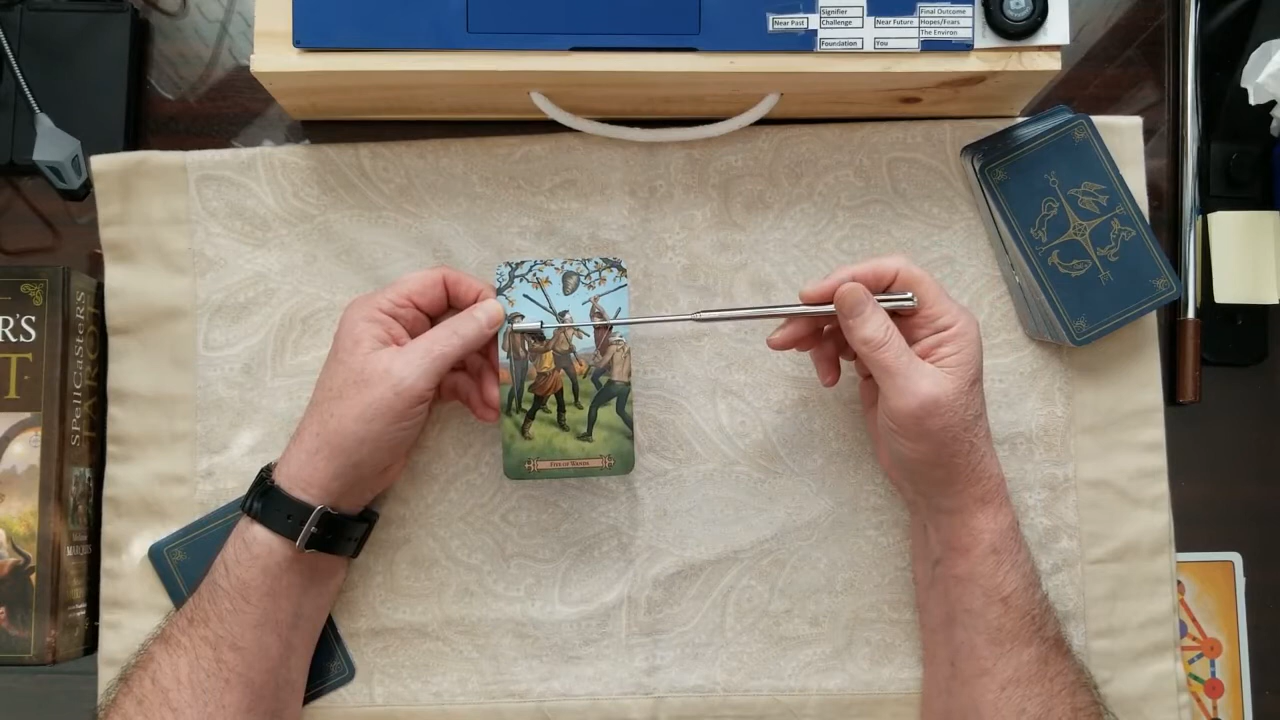 Near Past
Signifier
Challenge
Foundation
Near Future
You
Final Outcome
Hopes/Fears
The Environ
FIVE OF WANDS
R'S
T
SPELLCASTERS
TAROT
MARQUIS